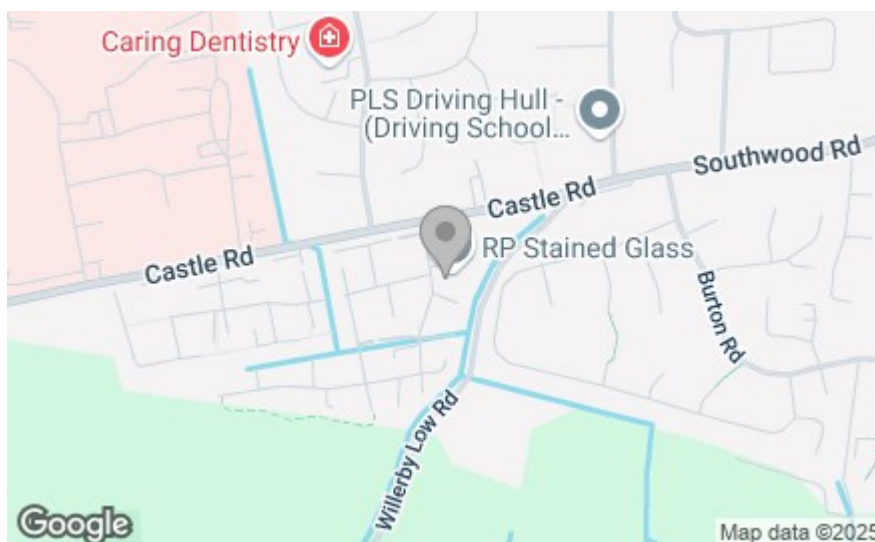 Caring Dentistry
PLS Driving Hull -
(Driving School...
Southwood Rd
Castle Rd
Castle Rd
RP Stained Glass
Burton Rd
Willerby Low Rd
Google
Map data ©2025